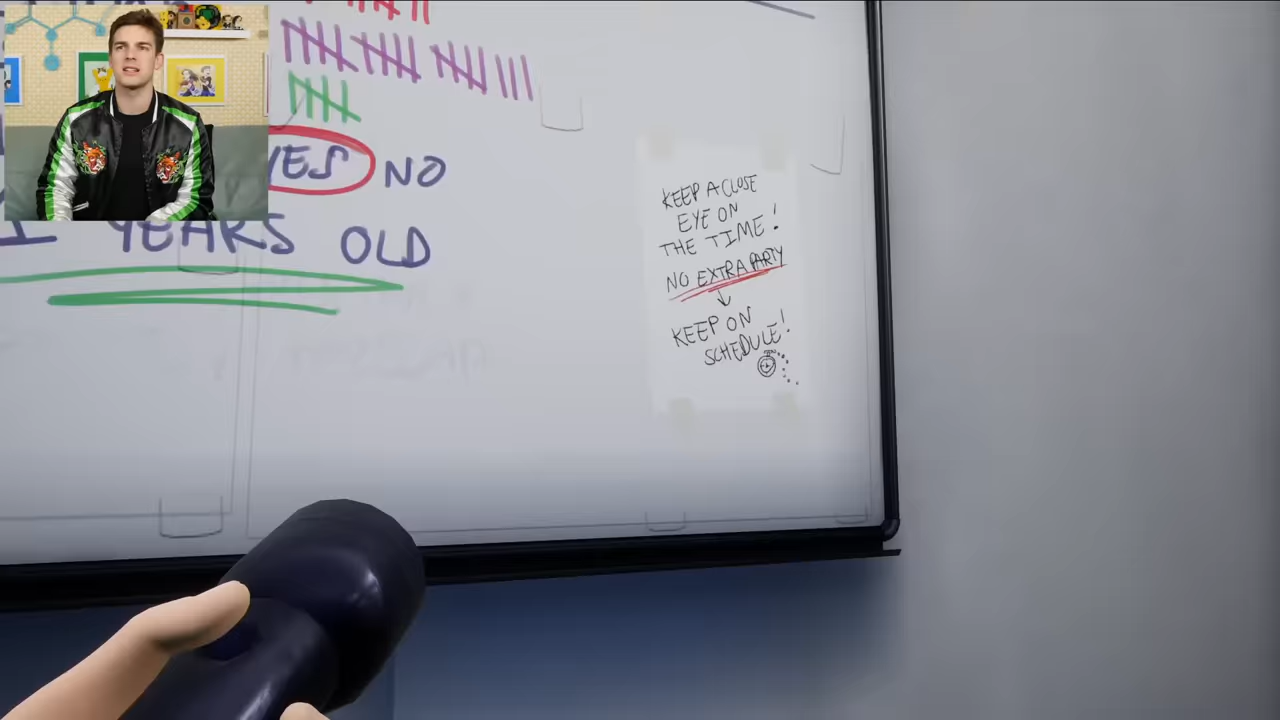 YES NO
YEARS OLD
KEEP A CLOSE
EYE ON
THE TIME!
NO EXTRA PARTY
KEEP ON
SCHEDULE!